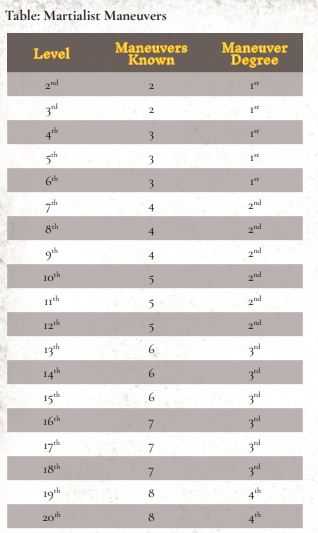 Table: Martialist Maneuvers
Level Maneuvers Known Maneuver Degree
2nd 2 1st
3rd 2 1st
4th 3 1st
5th 3 1st
6th 3 1st
7th 4 2nd
8th 4 2nd
9th 4 2nd
10th 5 2nd
11th 5 2nd
12th 5 2nd
13th 6 3rd
14th 6 3rd
15th 6 3rd
16th 7 3rd
17th 7 3rd
18th 7 3rd
19th 8 4th
20th 8 4th